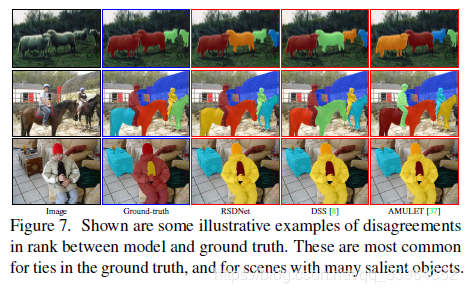 Image Ground-truth RSDNet DSS [8] AMULET [37]
Figure 7. Shown are some illustrative examples of disagreements
in rank between model and ground truth. These are most common
for ties in the ground truth, and for scenes with many salient objects.